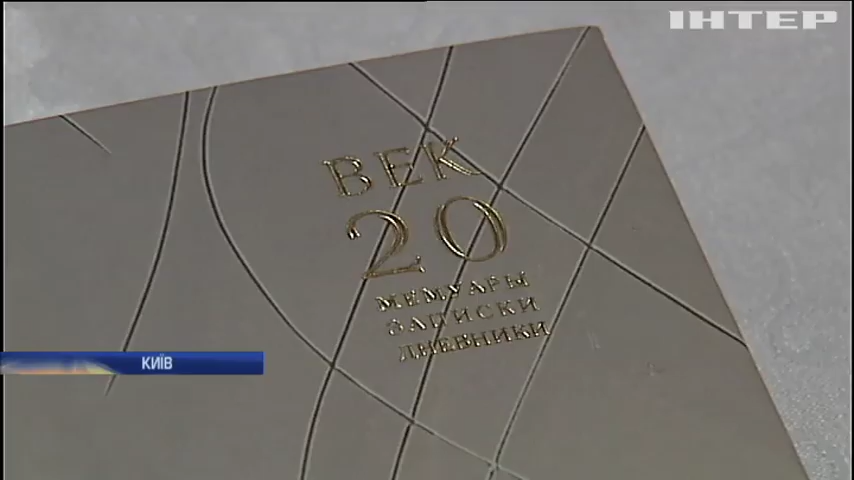 ІНТЕР
ВЕК
20
МЕМУАРЫ
ЗАПИСКИ
ДНЕВНИКИ
КИЇВ